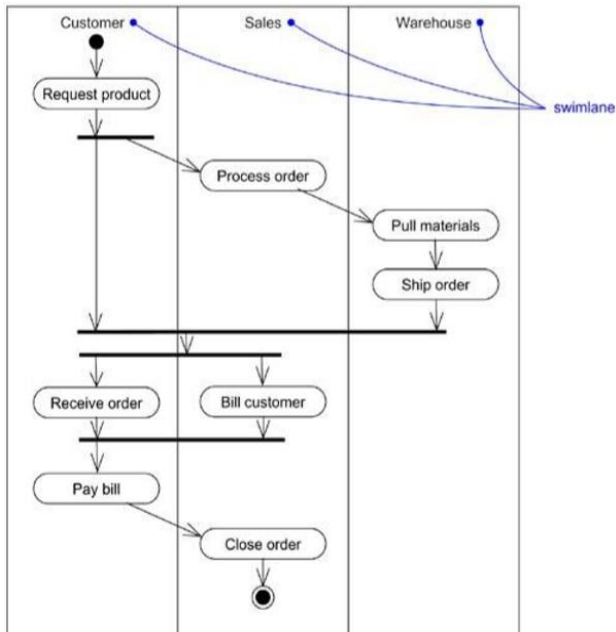 Customer
Sales
Warehouse
Request product
swimlane
Process order
Pull materials
Ship order
Receive order
Bill customer
Pay bill
Close order